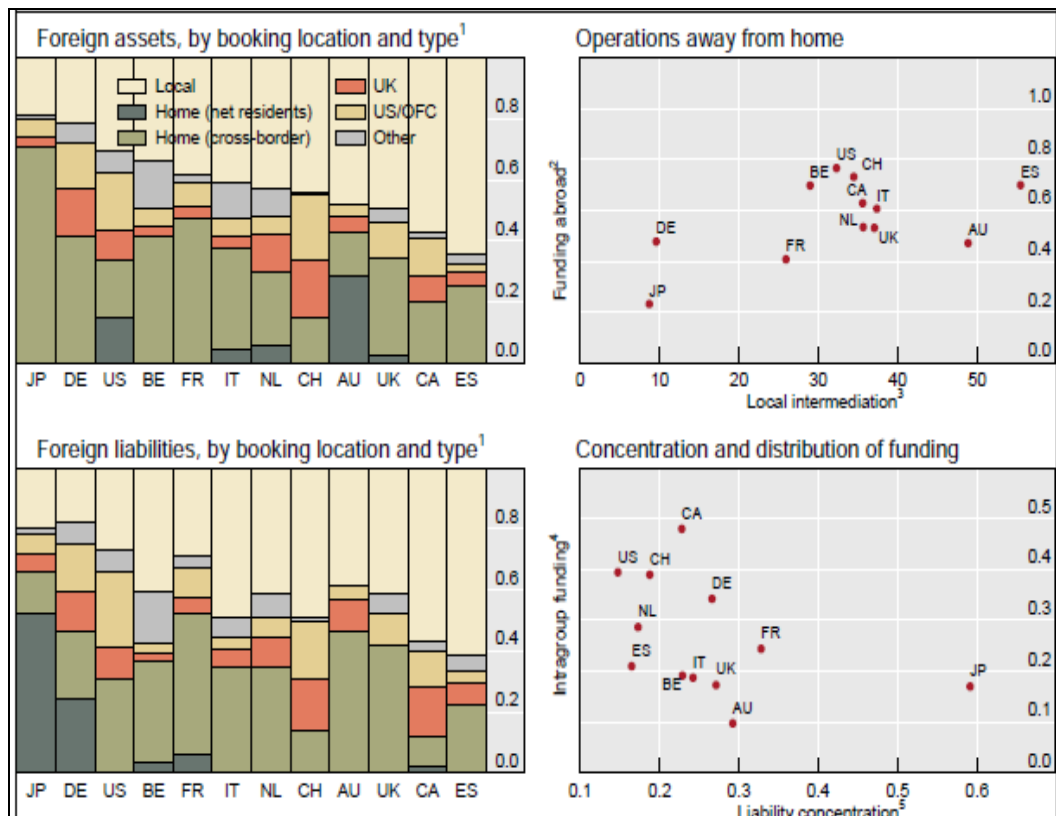 Foreign assets, by booking location and type1
Local
Home (net residents)
Home (cross-border)
UK
US/OFC
Other
0.8
0.6
0.4
0.2
0.0
JP DE US BE FR IT NL CH AU UK CA ES
Operations away from home
Funding abroad2
1.0
0.8
0.6
0.4
0.2
0.0
US
CH
BE
ES
CA
IT
NL
UK
AU
DE
FR
JP
0 10 20 30 40 50
Local intermediation3
Foreign liabilities, by booking location and type1
0.8
0.6
0.4
0.2
0.0
JP DE US BE FR IT NL CH AU UK CA ES
Concentration and distribution of funding
Intragroup funding4
0.5
0.4
0.3
0.2
0.1
0.0
CA
US
CH
DE
NL
FR
ES
IT
BE
UK
JP
AU
0.1 0.2 0.3 0.4 0.5 0.6
Liability concentration5